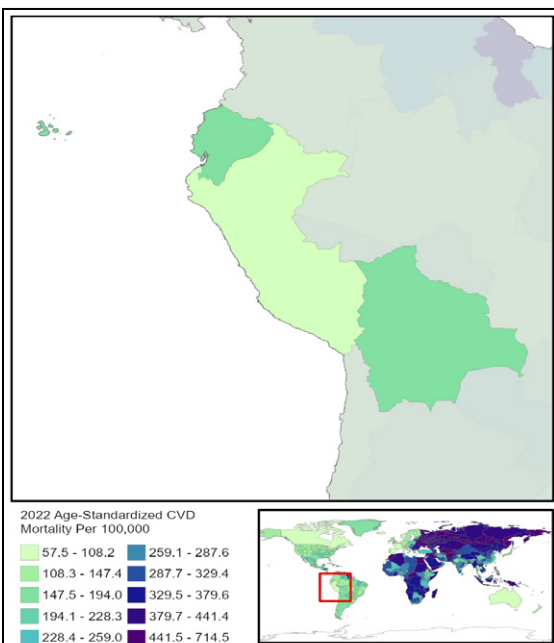 2022 Age-Standardized CVD
Mortality Per 100,000
57.5 - 108.2
108.3 - 147.4
147.5 - 194.0
194.1 - 228.3
228.4 - 259.0
259.1 - 287.6
287.7 - 329.4
329.5 - 379.6
379.7 - 441.4
441.5 - 714.5